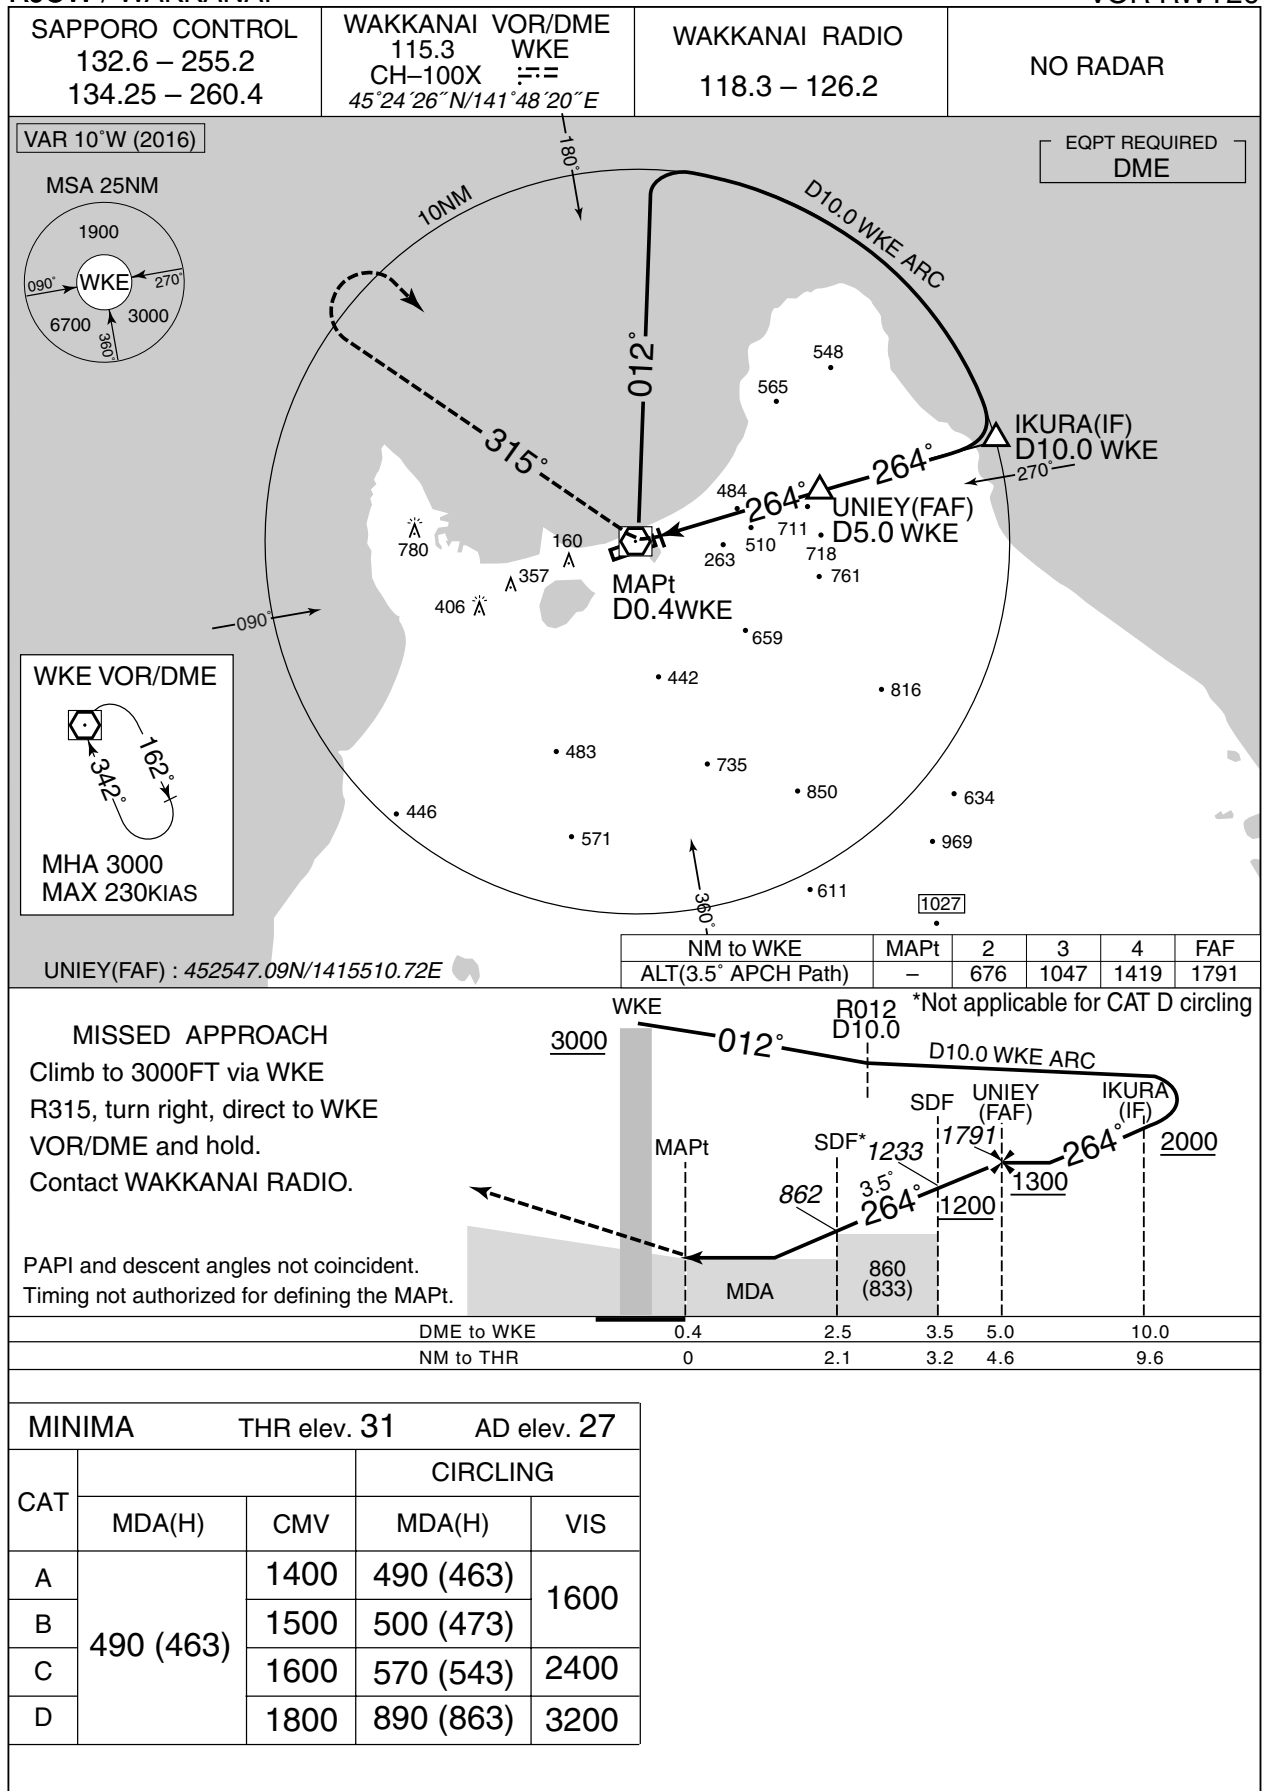 SAPPORO CONTROL
132.6 – 255.2
134.25 – 260.4
WAKKANAI VOR/DME
115.3 WKE
CH–100X
45°24´26˝N/141°48´20˝E
WAKKANAI RADIO
118.3 – 126.2
NO RADAR
VAR 10°W (2016)
EQPT REQUIRED
DME
MSA 25NM
1900
WKE
090°
270°
6700
3000
360°
180°
10NM
D10.0 WKE ARC
012°
315°
548
565
IKURA(IF)
D10.0 WKE
270°
264°
264°
484
UNIEY(FAF)
D5.0 WKE
711
510
718
263
761
780
160
357
406
MAPt
D0.4WKE
090°
659
442
816
WKE VOR/DME
162°
342°
MHA 3000
MAX 230KIAS
483
735
850
634
446
571
969
611
1027
360°
UNIEY(FAF) : 452547.09N/1415510.72E
NM to WKE MAPt 2 3 4 FAF
ALT(3.5° APCH Path) – 676 1047 1419 1791
*Not applicable for CAT D circling
MISSED APPROACH
Climb to 3000FT via WKE
R315, turn right, direct to WKE
VOR/DME and hold.
Contact WAKKANAI RADIO.
PAPI and descent angles not coincident.
Timing not authorized for defining the MAPt.
WKE
3000
012°
R012
D10.0
D10.0 WKE ARC
SDF
UNIEY
(FAF)
IKURA
(IF)
MAPt
SDF*
1233
1791
264°
2000
862
3.5°
264°
1300
1200
860
(833)
MDA
DME to WKE 0.4 2.5 3.5 5.0 10.0
NM to THR 0 2.1 3.2 4.6 9.6
MINIMA THR elev. 31 AD elev. 27
CAT CIRCLING
MDA(H) CMV MDA(H) VIS
A 490 (463) 1400 490 (463) 1600
B 1500 500 (473)
C 1600 570 (543) 2400
D 1800 890 (863) 3200